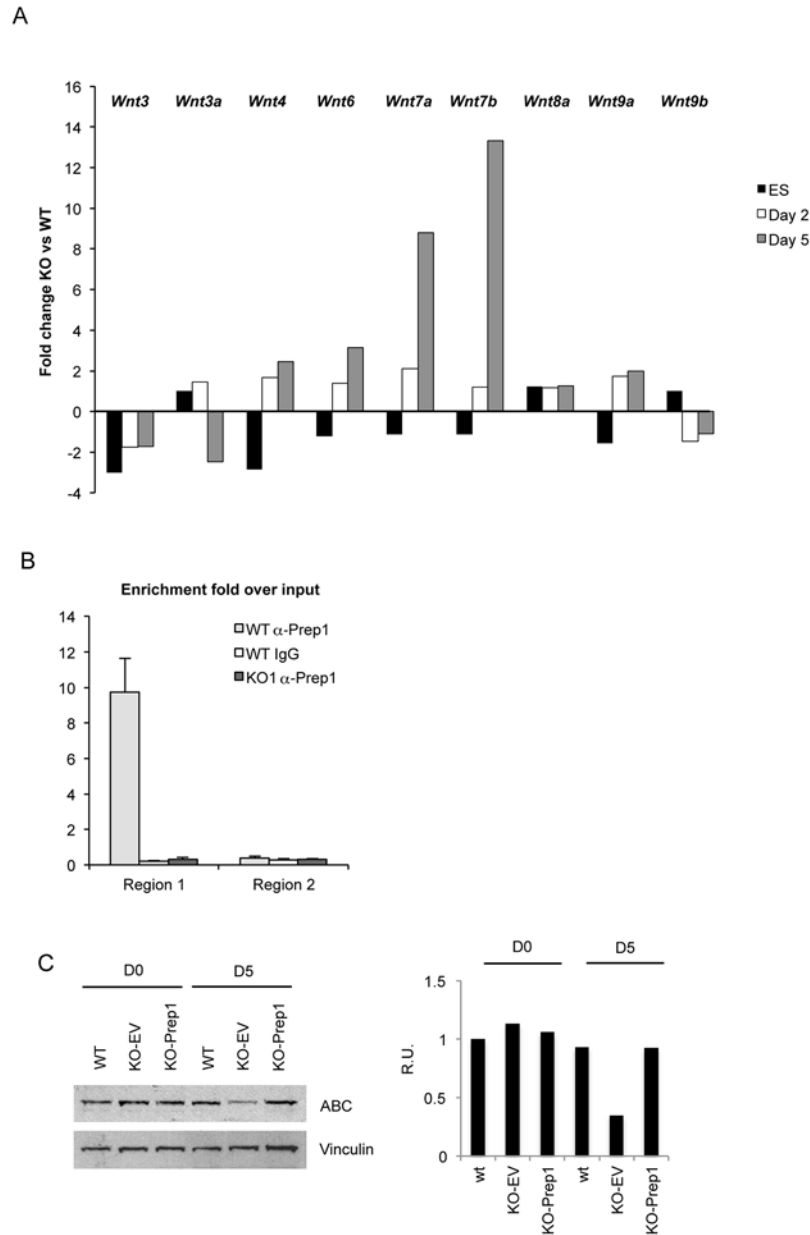 A
Wnt3 Wnt3a Wnt4 Wnt6 Wnt7a Wnt7b Wnt8a Wnt9a Wnt9b
16
14
12
10
8
6
4
2
0
-2
-4
Fold change KO vs WT
ES
Day 2
Day 5
B
Enrichment fold over input
14
12
10
8
6
4
2
0
WT α-Prep1
WT IgG
KO1 α-Prep1
Region 1 Region 2
C
D0 D5
WT KO-EV KO-Prep1 WT KO-EV KO-Prep1
ABC
Vinculin
D0 D5
1.5
1
0.5
0
R.U.
wt KO-EV KO-Prep1 wt KO-EV KO-Prep1